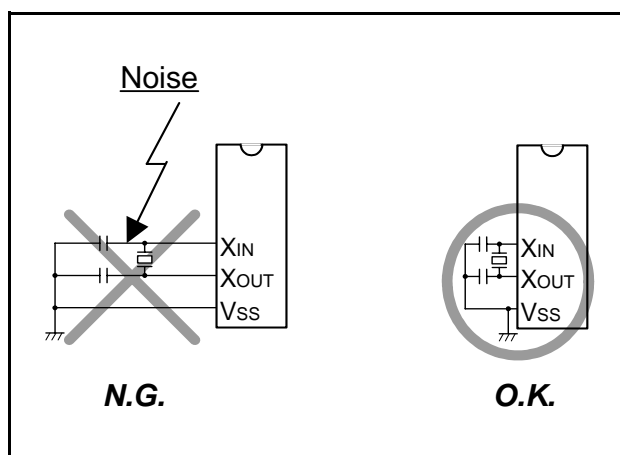 Noise
XIN
XOUT
VSS
N.G.
XIN
XOUT
VSS
O.K.